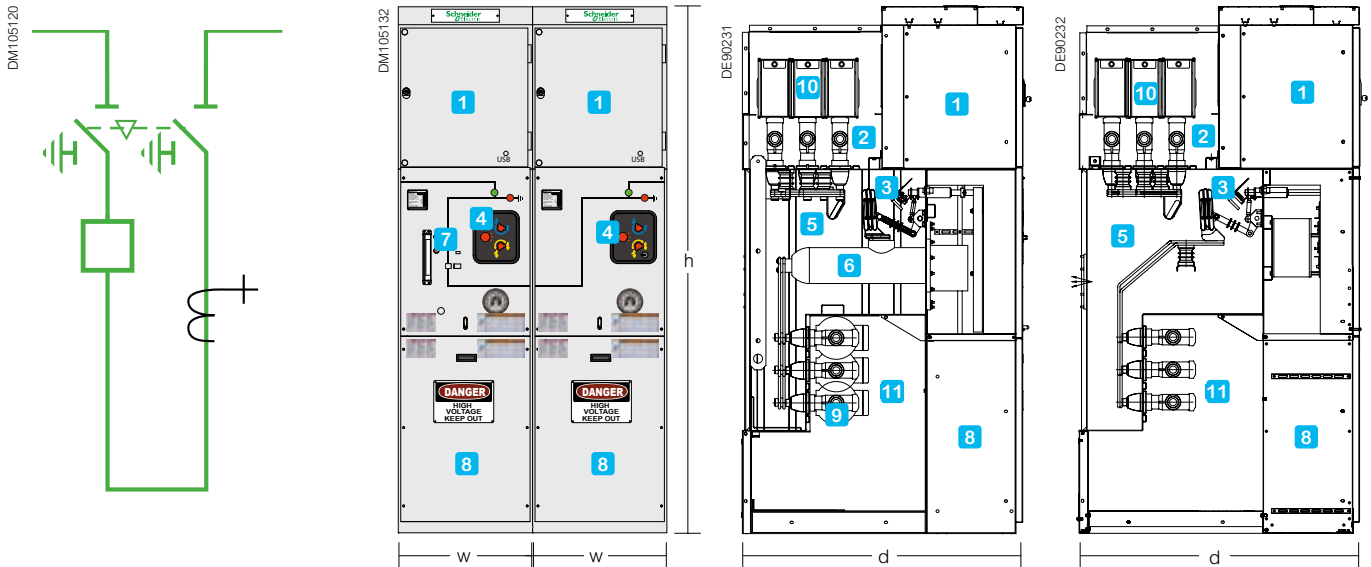 DM105120
DM105132
Schneider Electric
Schneider Electric
1
1
USB
USB
4
4
7
DANGER
HIGH
VOLTAGE
KEEP OUT
DANGER
HIGH
VOLTAGE
KEEP OUT
8
8
w
w
h
DE90231
10
1
2
3
5
6
11
9
8
d
DE90232
10
1
2
3
5
11
8
d